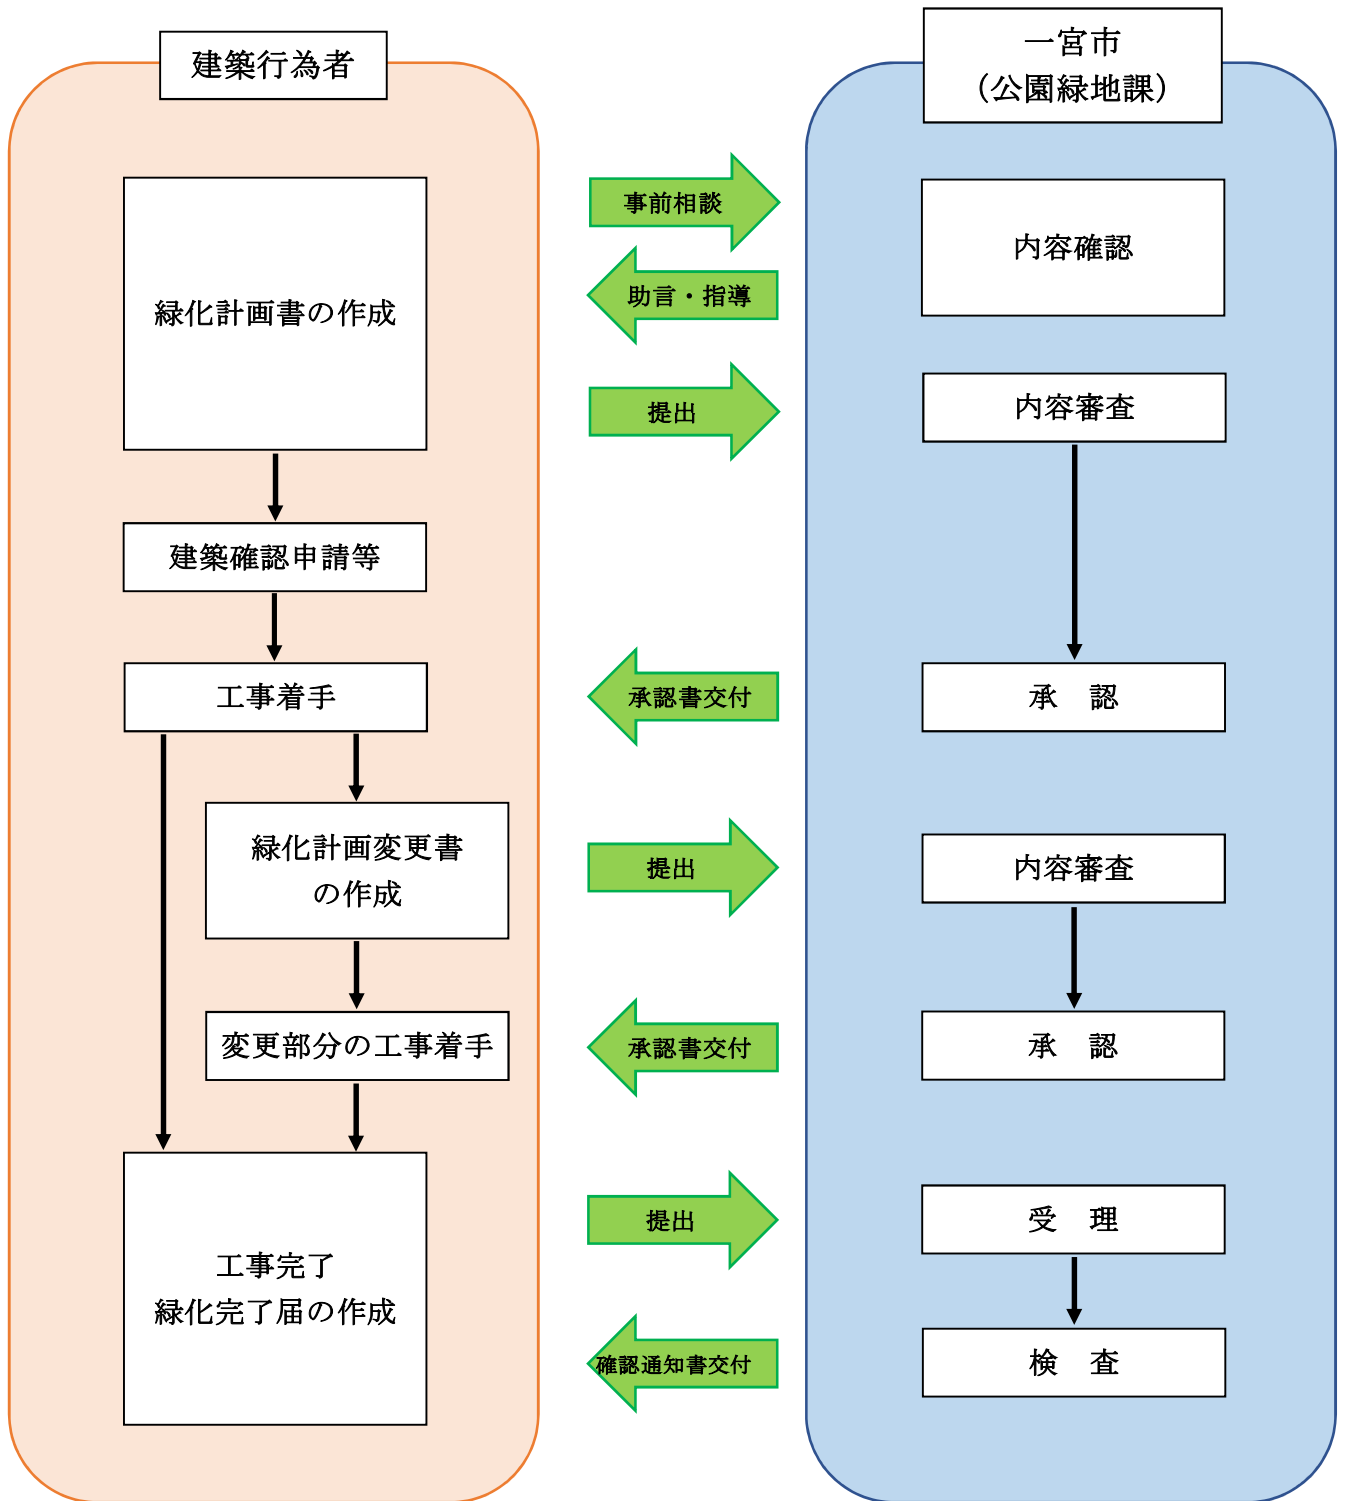 建築行為者
一宮市
（公園緑地課）
事前相談
内容確認
助言・指導
緑化計画書の作成
提出
内容審査
建築確認申請等
工事着手
承認書交付
承　認
緑化計画変更書
の作成
提出
内容審査
変更部分の工事着手
承認書交付
承　認
提出
受　理
工事完了
緑化完了届の作成
確認通知書交付
検　査